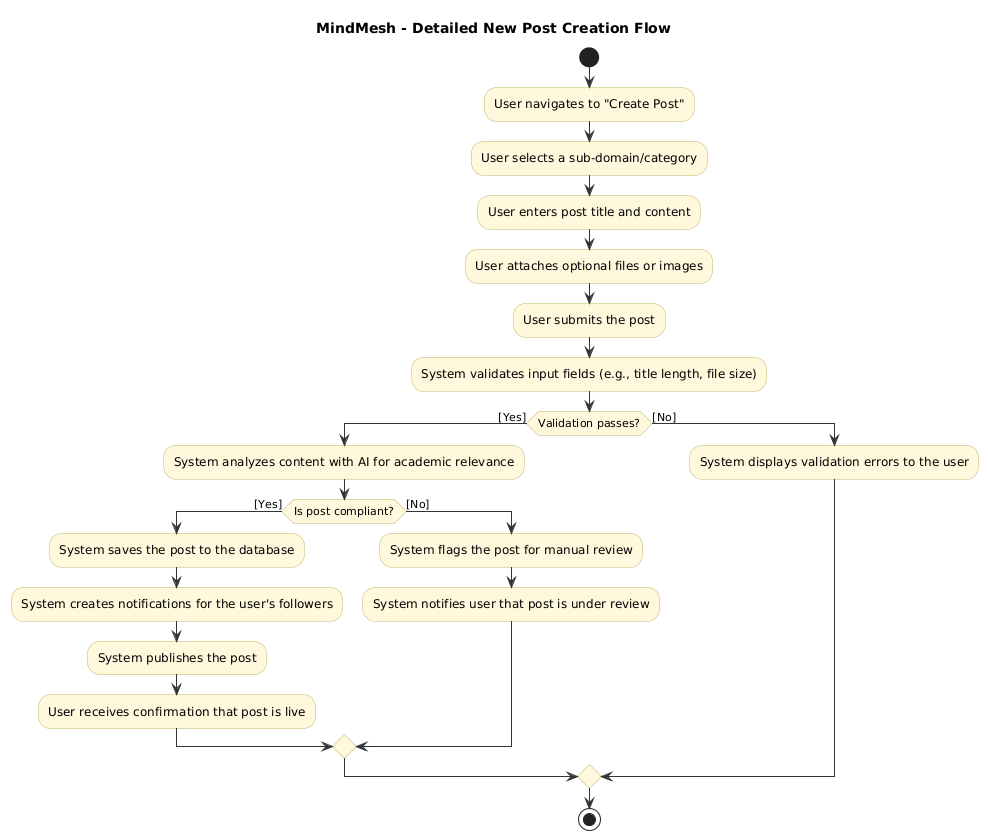 MindMesh - Detailed New Post Creation Flow
User navigates to "Create Post"
User selects a sub-domain/category
User enters post title and content
User attaches optional files or images
User submits the post
System validates input fields (e.g., title length, file size)
Validation passes?
[Yes]
[No]
System analyzes content with AI for academic relevance
System displays validation errors to the user
Is post compliant?
[Yes]
[No]
System saves the post to the database
System flags the post for manual review
System creates notifications for the user's followers
System notifies user that post is under review
System publishes the post
User receives confirmation that post is live